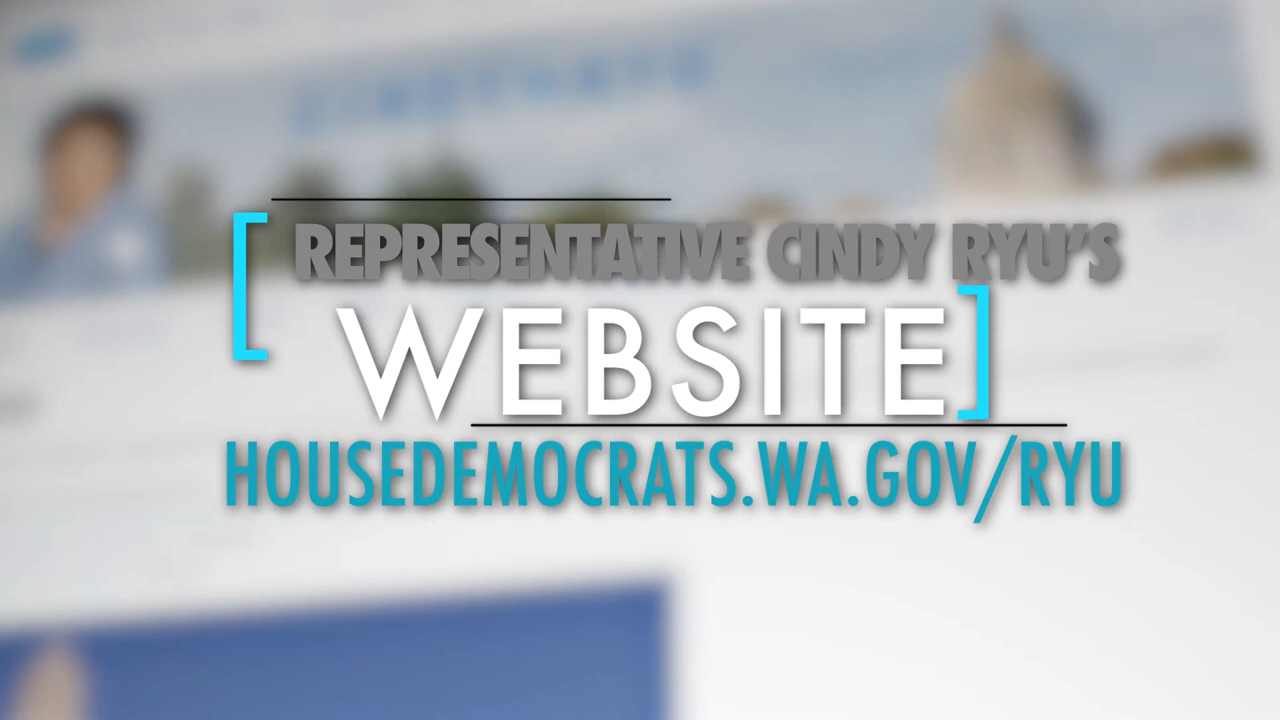 REPRESENTATIVE CINDY RYU'S
[WEBSITE]
HOUSEDEMOCRATS.WA.GOV/RYU